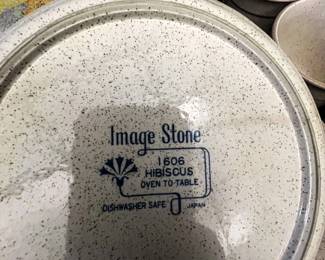 Image Stone
1606
HIBISCUS
OVEN TO TABLE
DISHWASHER SAFE JAPAN